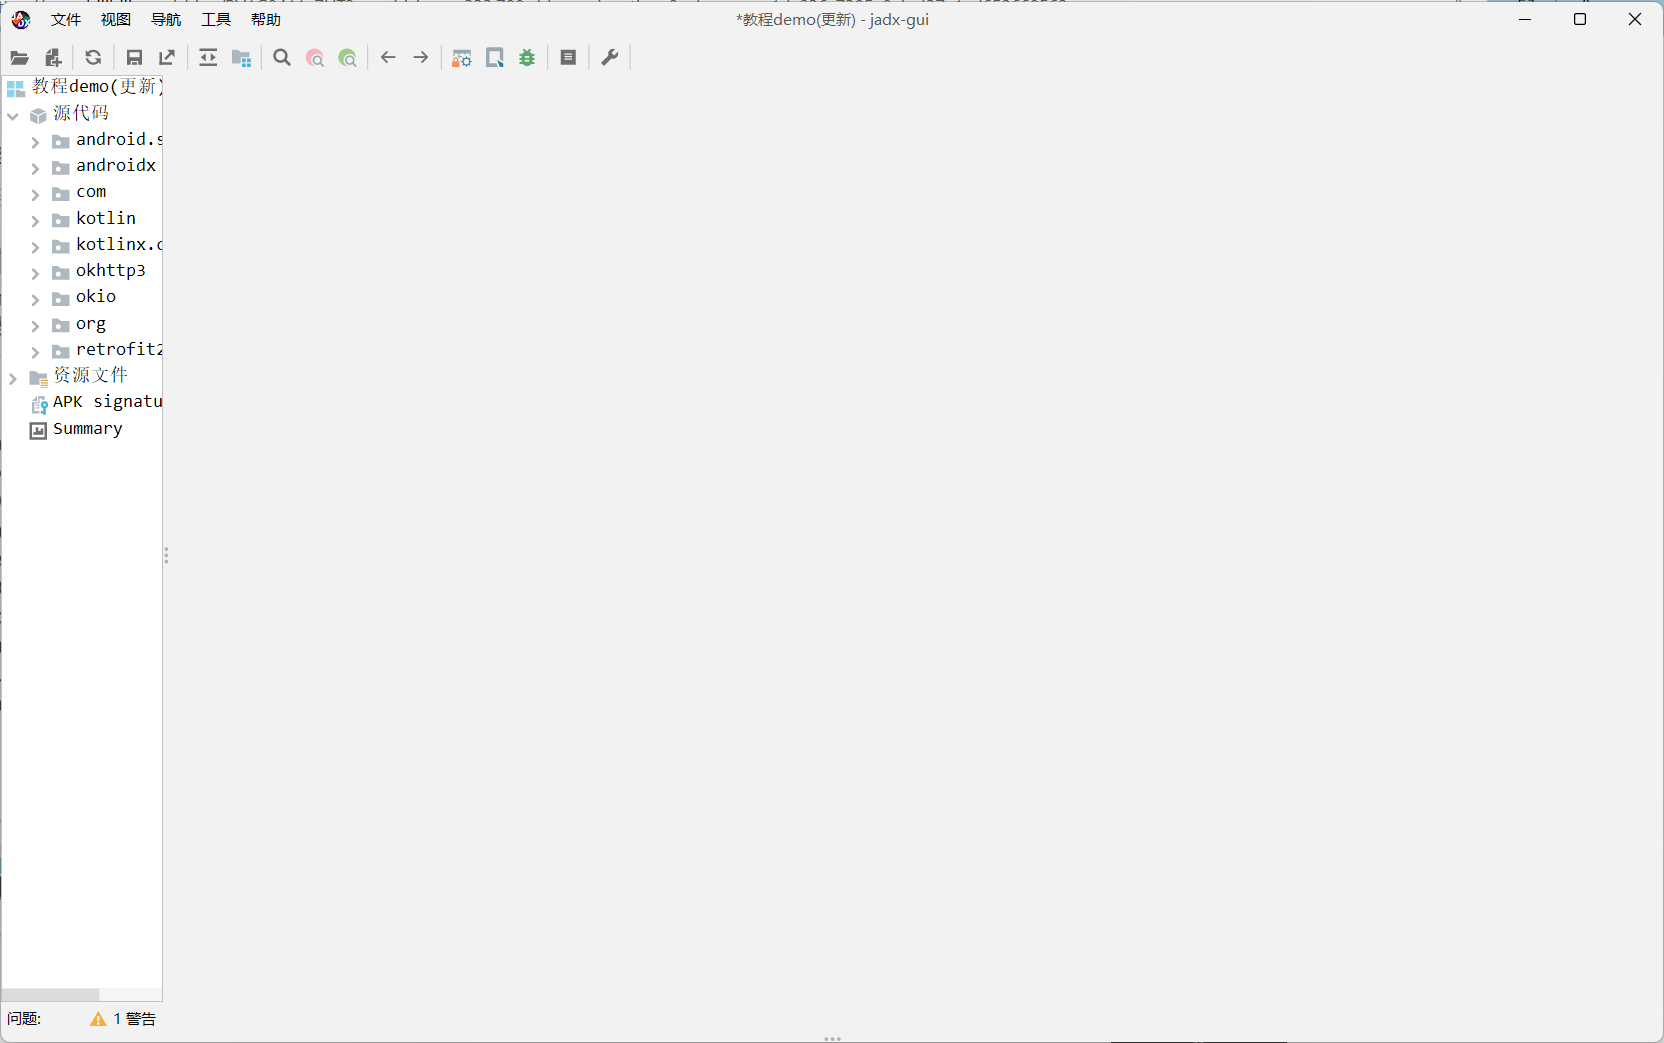 文件 视图 导航 工具 帮助
*教程demo(更新) - jadx-gui
教程demo(更新)
源代码
android.s
androidx
com
kotlin
kotlinx.c
okhttp3
okio
org
retrofit2
资源文件
APK signatu
Summary
问题: 1 警告